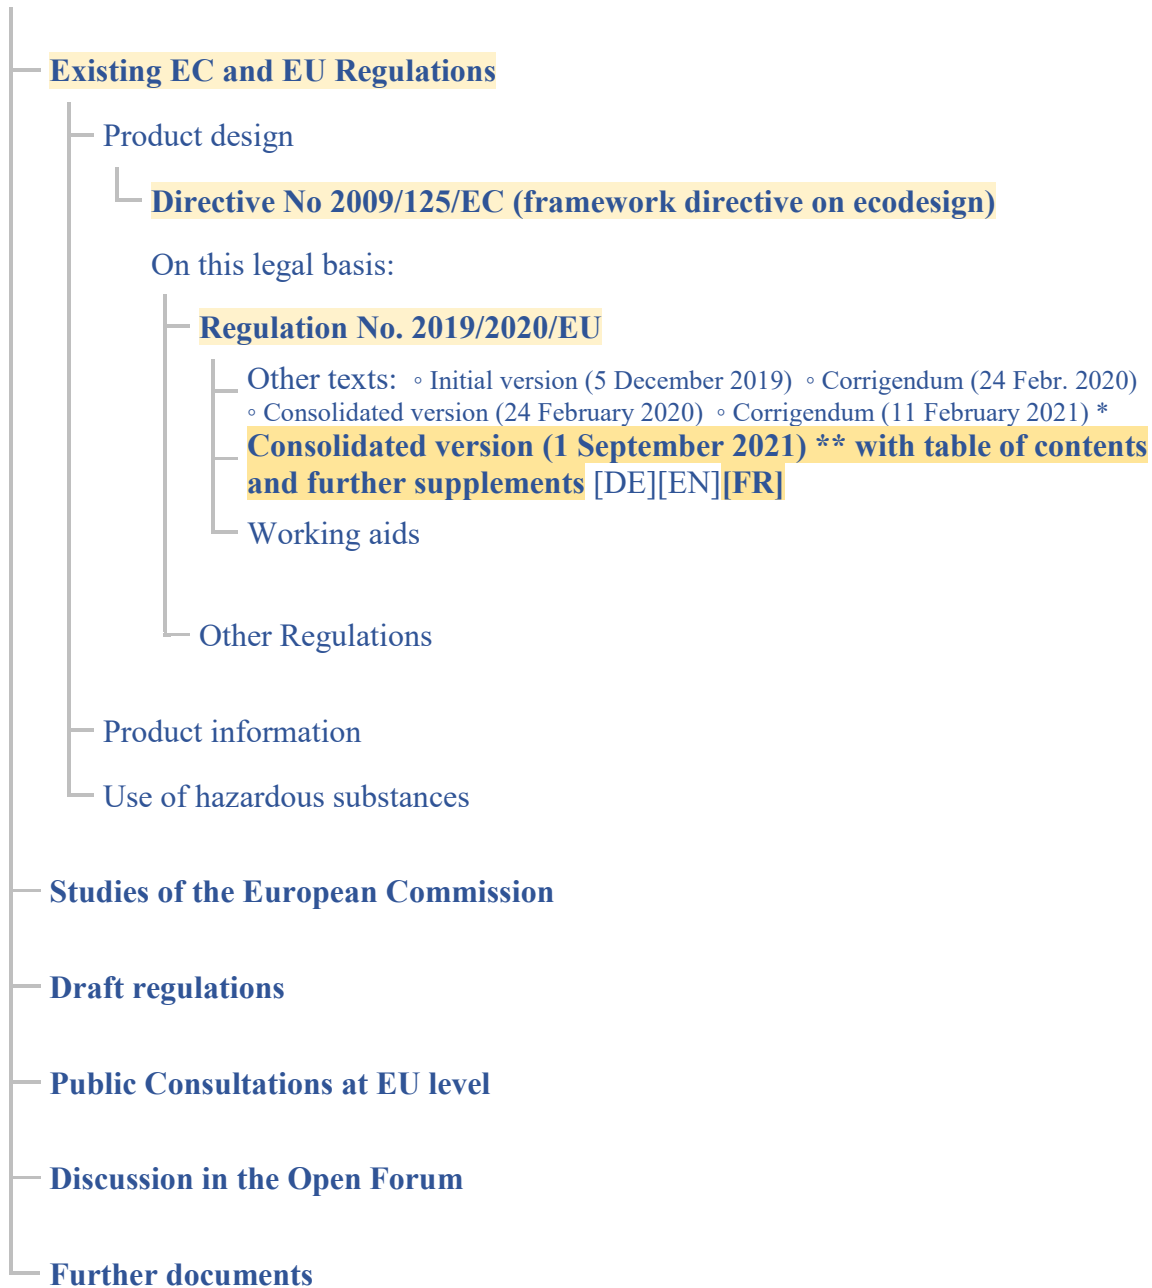 Existing EC and EU Regulations
Product design
Directive No 2009/125/EC (framework directive on ecodesign)
On this legal basis:
Regulation No. 2019/2020/EU
Other texts: ◦ Initial version (5 December 2019) ◦ Corrigendum (24 Febr. 2020)
◦ Consolidated version (24 February 2020) ◦ Corrigendum (11 February 2021) *
Consolidated version (1 September 2021) ** with table of contents
and further supplements [DE][EN][FR]
Working aids
Other Regulations
Product information
Use of hazardous substances
Studies of the European Commission
Draft regulations
Public Consultations at EU level
Discussion in the Open Forum
Further documents